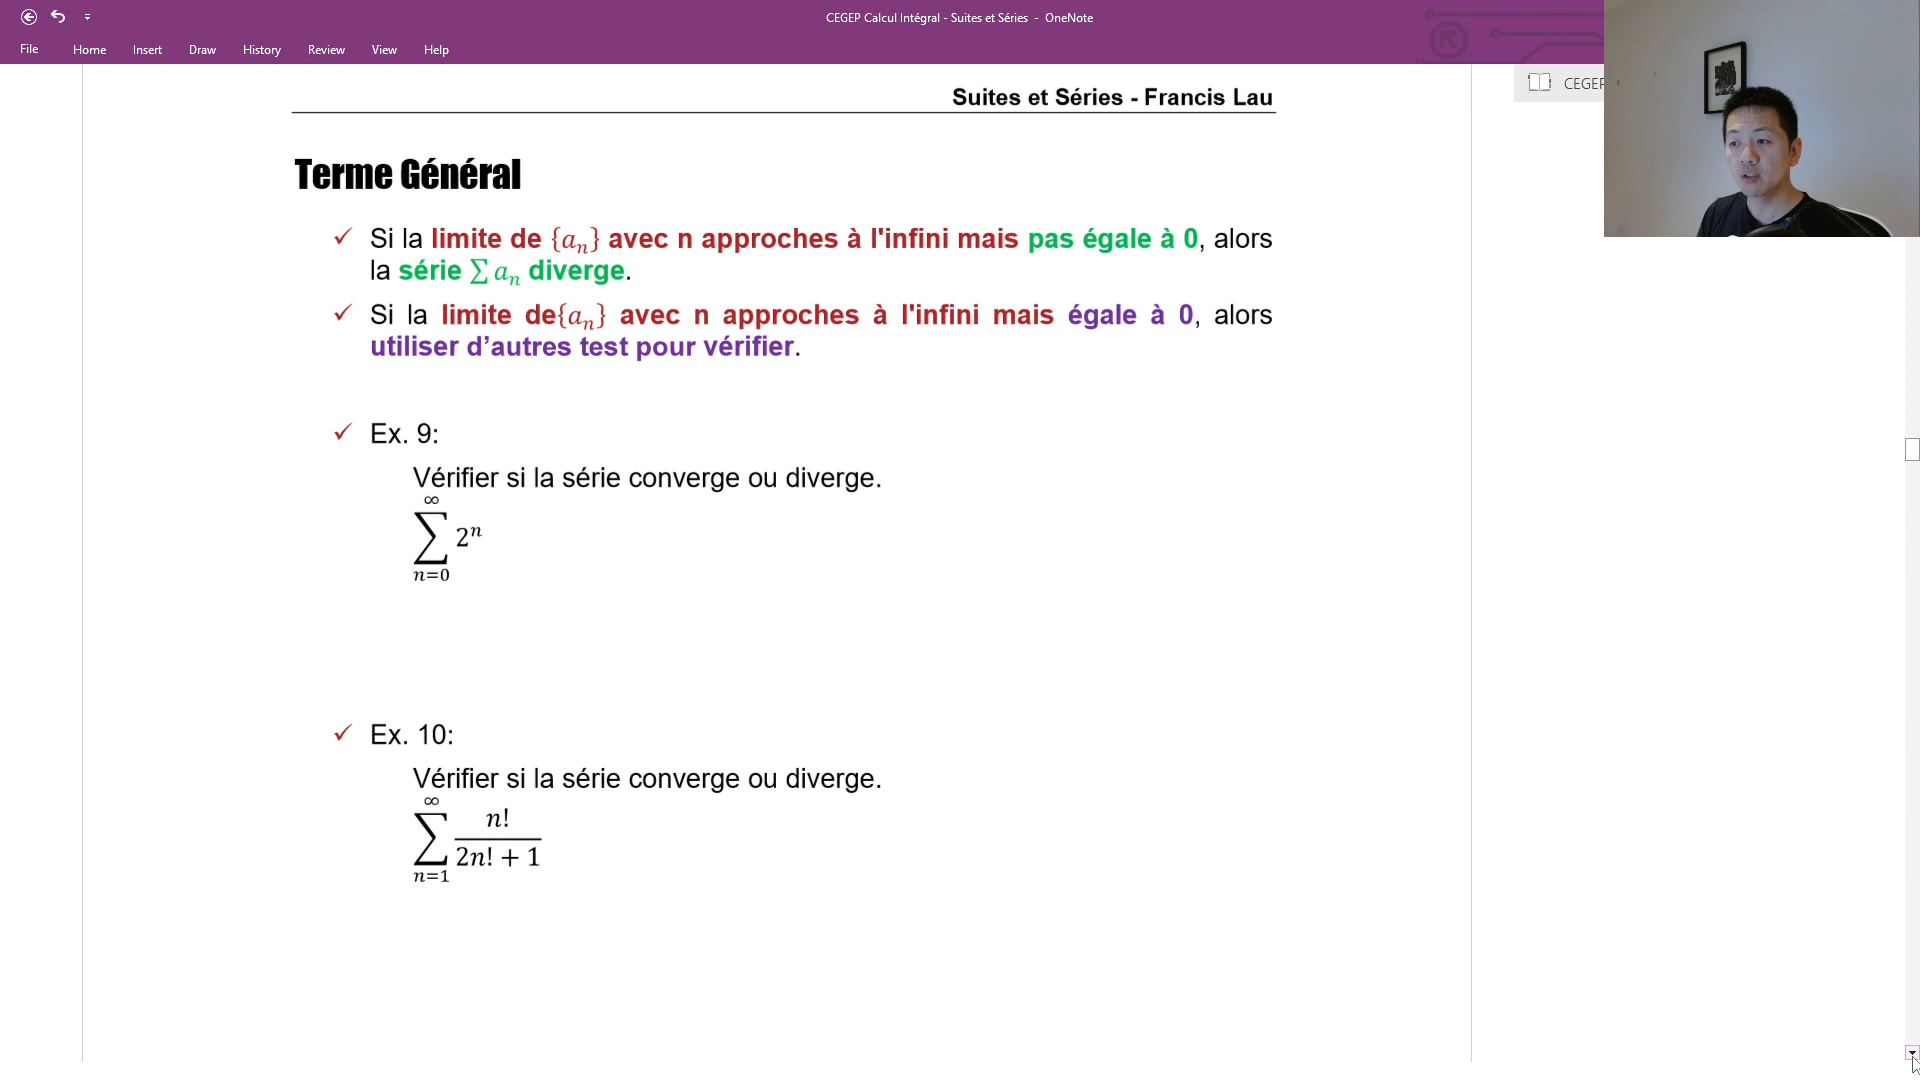 CEGEP Calcul Intégral - Suites et Séries - OneNote
File Home Insert Draw History Review View Help
CEGEP
Suites et Séries - Francis Lau
Terme Général
✓ Si la limite de {aₙ} avec n approches à l'infini mais pas égale à 0, alors
la série ∑ aₙ diverge.
✓ Si la limite de{aₙ} avec n approches à l'infini mais égale à 0, alors
utiliser d’autres test pour vérifier.
✓ Ex. 9:
Vérifier si la série converge ou diverge.
∞
∑ 2ⁿ
n=0
✓ Ex. 10:
Vérifier si la série converge ou diverge.
∞
∑ n! / 2n! + 1
n=1